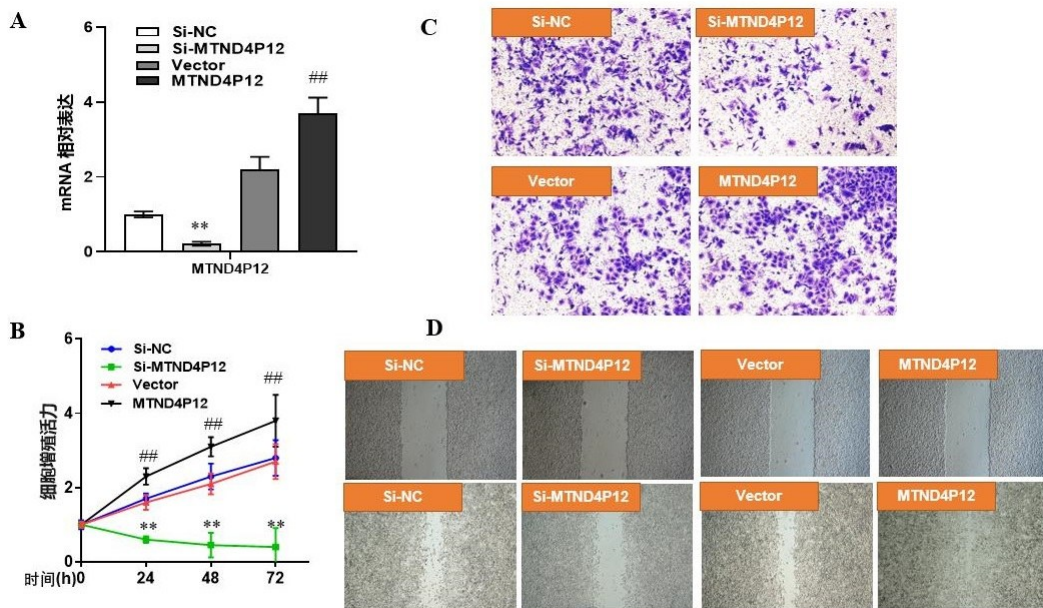 A
6
4
2
0
mRNA 相对表达
Si-NC
Si-MTND4P12
Vector
MTND4P12
**
##
MTND4P12
B
6
4
2
0
细胞增殖活力
Si-NC
Si-MTND4P12
Vector
MTND4P12
##
##
##
**
**
**
时间(h)
0
24
48
72
C
Si-NC
Si-MTND4P12
Vector
MTND4P12
D
Si-NC
Si-MTND4P12
Vector
MTND4P12
Si-NC
Si-MTND4P12
Vector
MTND4P12